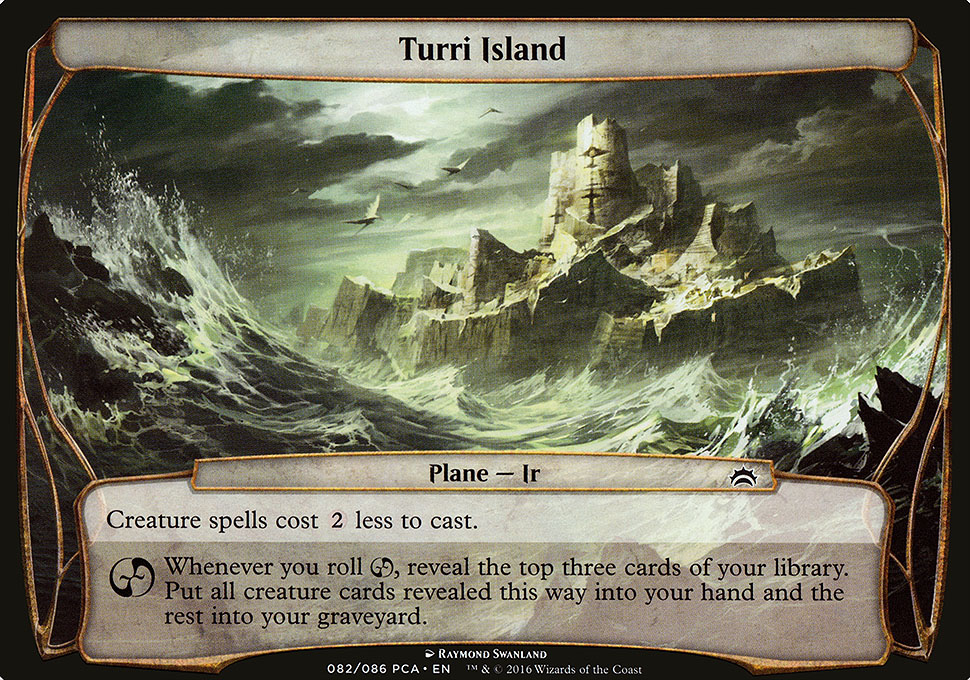 Turri Island
Plane — Ir
Creature spells cost 2 less to cast.
Whenever you roll , reveal the top three cards of your library.
Put all creature cards revealed this way into your hand and the
rest into your graveyard.
Raymond Swanland
082/086 PCA • EN ™ & © 2016 Wizards of the Coast